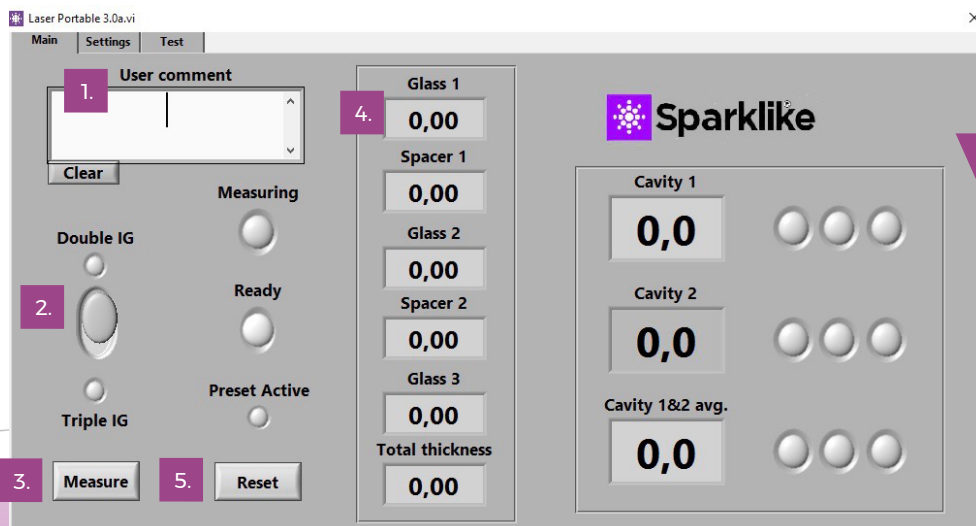 Laser Portable 3.0a.vi
Main
Settings
Test
1.
User comment
Clear
Measuring
Double IG
2.
Ready
Preset Active
Triple IG
3.
Measure
5.
Reset
4.
Glass 1
0,00
Spacer 1
0,00
Glass 2
0,00
Spacer 2
0,00
Glass 3
0,00
Total thickness
0,00
Sparklike
Cavity 1
0,0
Cavity 2
0,0
Cavity 1&2 avg.
0,0